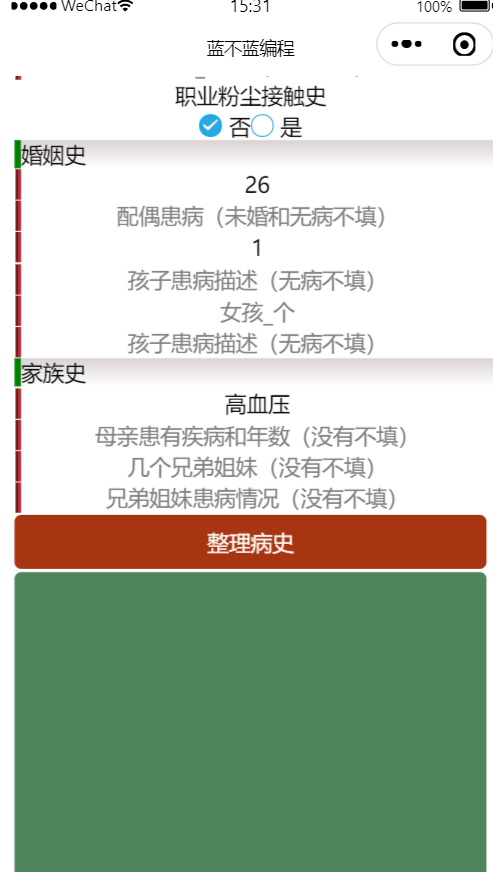 WeChat 15:31 100%
蓝不蓝编程
职业粉尘接触史
否 是
婚姻史
26
配偶患病（未婚和无病不填）
1
孩子患病描述（无病不填）
女孩_个
孩子患病描述（无病不填）
家族史
高血压
母亲患有疾病和年数（没有不填）
几个兄弟姐妹（没有不填）
兄弟姐妹患病情况（没有不填）
整理病史